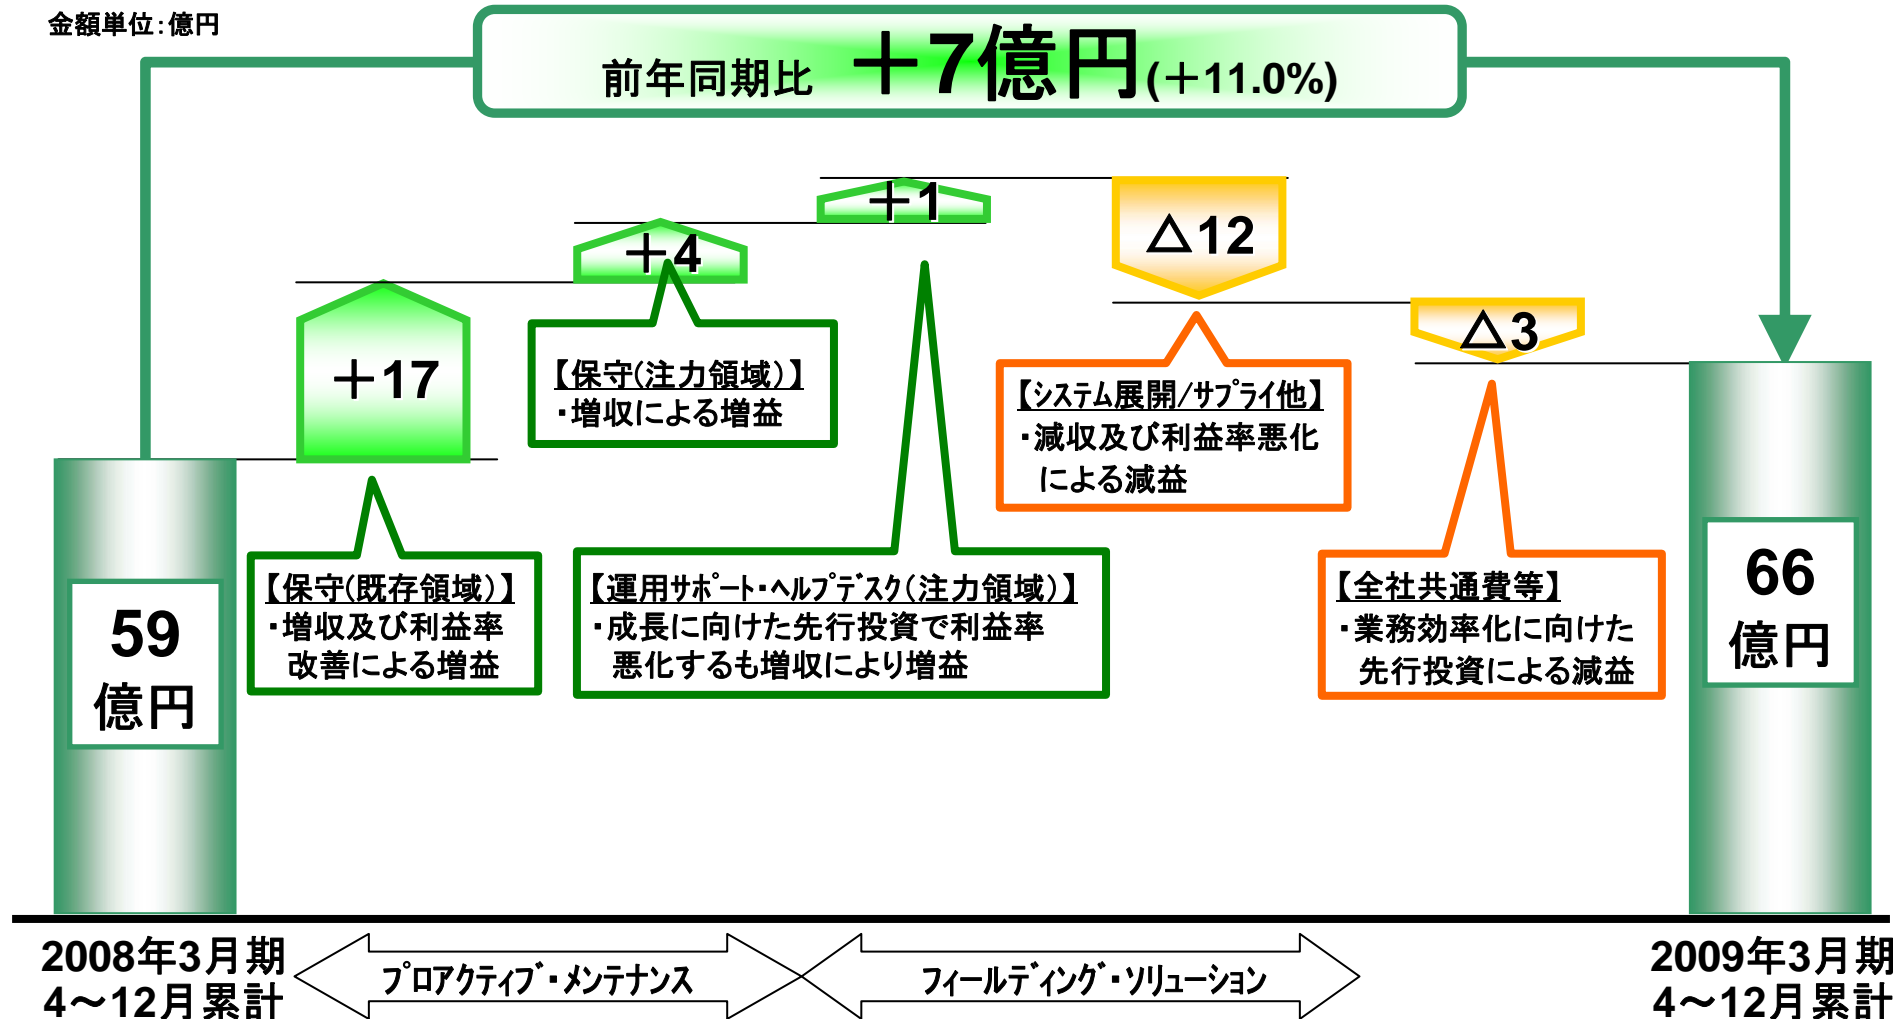 金額単位：億円
前年同期比 ＋7億円(＋11.0%)
＋1
＋4
△12
＋17
△3
【保守(注力領域)】
・増収による増益
【ｼｽﾃﾑ展開/ｻﾌﾟﾗｲ他】
・減収及び利益率悪化
による減益
【保守(既存領域)】
・増収及び利益率
改善による増益
【運用ｻﾎﾟｰﾄ・ﾍﾙﾌﾟﾃﾞｽｸ(注力領域)】
・成長に向けた先行投資で利益率
悪化するも増収により増益
【全社共通費等】
・業務効率化に向けた
先行投資による減益
59
億円
66
億円
2008年3月期
4～12月累計
ﾌﾟﾛｱｸﾃｨﾌﾞ・ﾒﾝﾃﾅﾝｽ
ﾌｨｰﾙﾃﾞｨﾝｸﾞ・ｿﾘｭｰｼｮﾝ
2009年3月期
4～12月累計